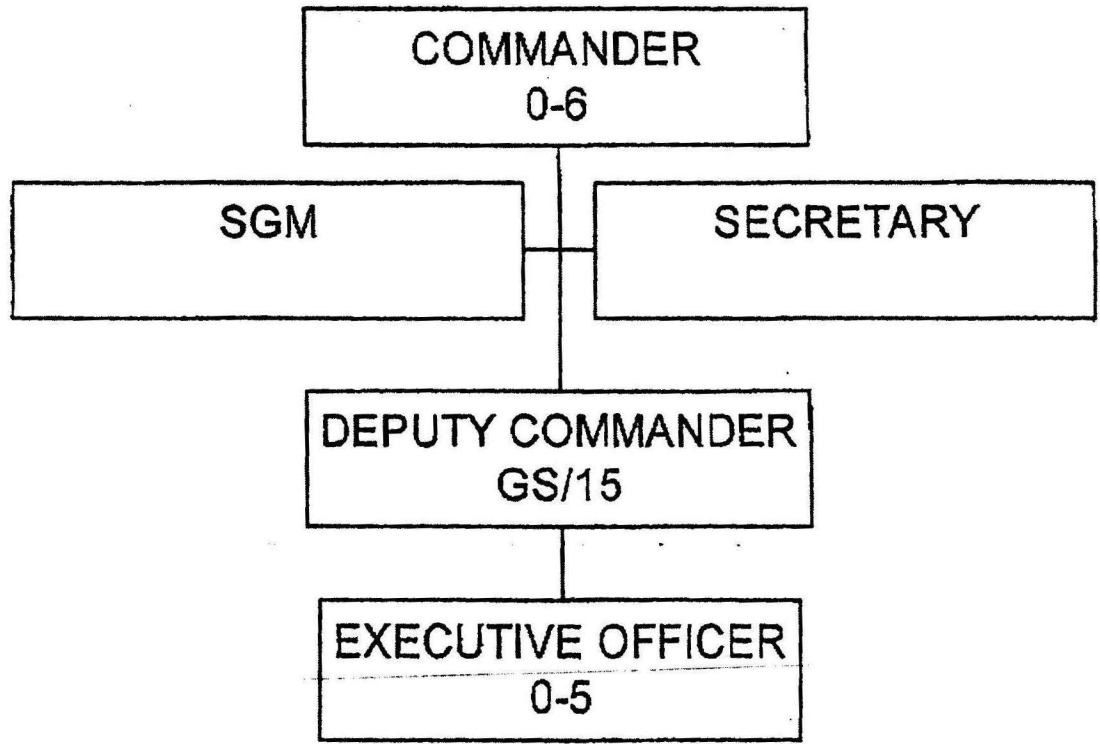 COMMANDER
0-6
SGM
SECRETARY
DEPUTY COMMANDER
GS/15
EXECUTIVE OFFICER
0-5